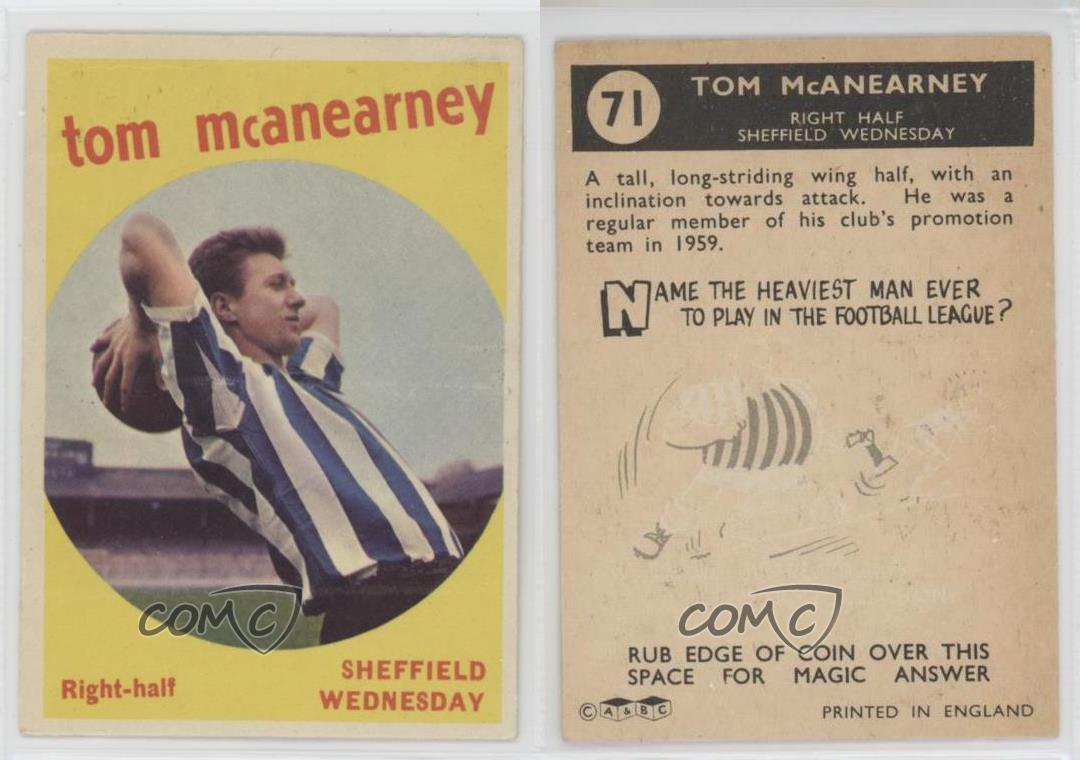 tom mcanearney
Right-half
SHEFFIELD
WEDNESDAY
COMC
71
TOM McANEARNEY
RIGHT HALF
SHEFFIELD WEDNESDAY
A tall, long-striding wing half, with an
inclination towards attack. He was a
regular member of his club's promotion
team in 1959.
NAME THE HEAVIEST MAN EVER
TO PLAY IN THE FOOTBALL LEAGUE?
COMC
RUB EDGE OF COIN OVER THIS
SPACE FOR MAGIC ANSWER
© A & B C
PRINTED IN ENGLAND